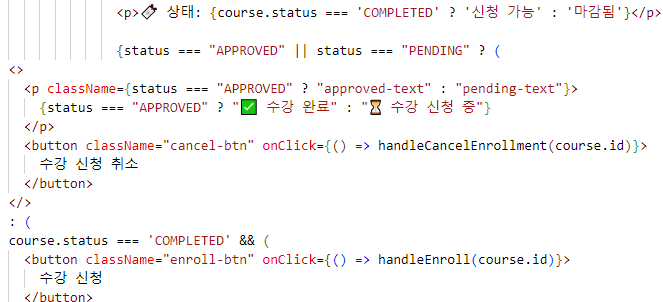 <p>🏷️ 상태: {course.status === 'COMPLETED' ? '신청 가능' : '마감됨'}</p>
{status === "APPROVED" || status === "PENDING" ? (
<>
<p className={status === "APPROVED" ? "approved-text" : "pending-text"}>
{status === "APPROVED" ? "✅ 수강 완료" : "⏳ 수강 신청 중"}
</p>
<button className="cancel-btn" onClick={() => handleCancelEnrollment(course.id)}>
수강 신청 취소
</button>
</>
: (
course.status === 'COMPLETED' && (
<button className="enroll-btn" onClick={() => handleEnroll(course.id)}>
수강 신청
</button>